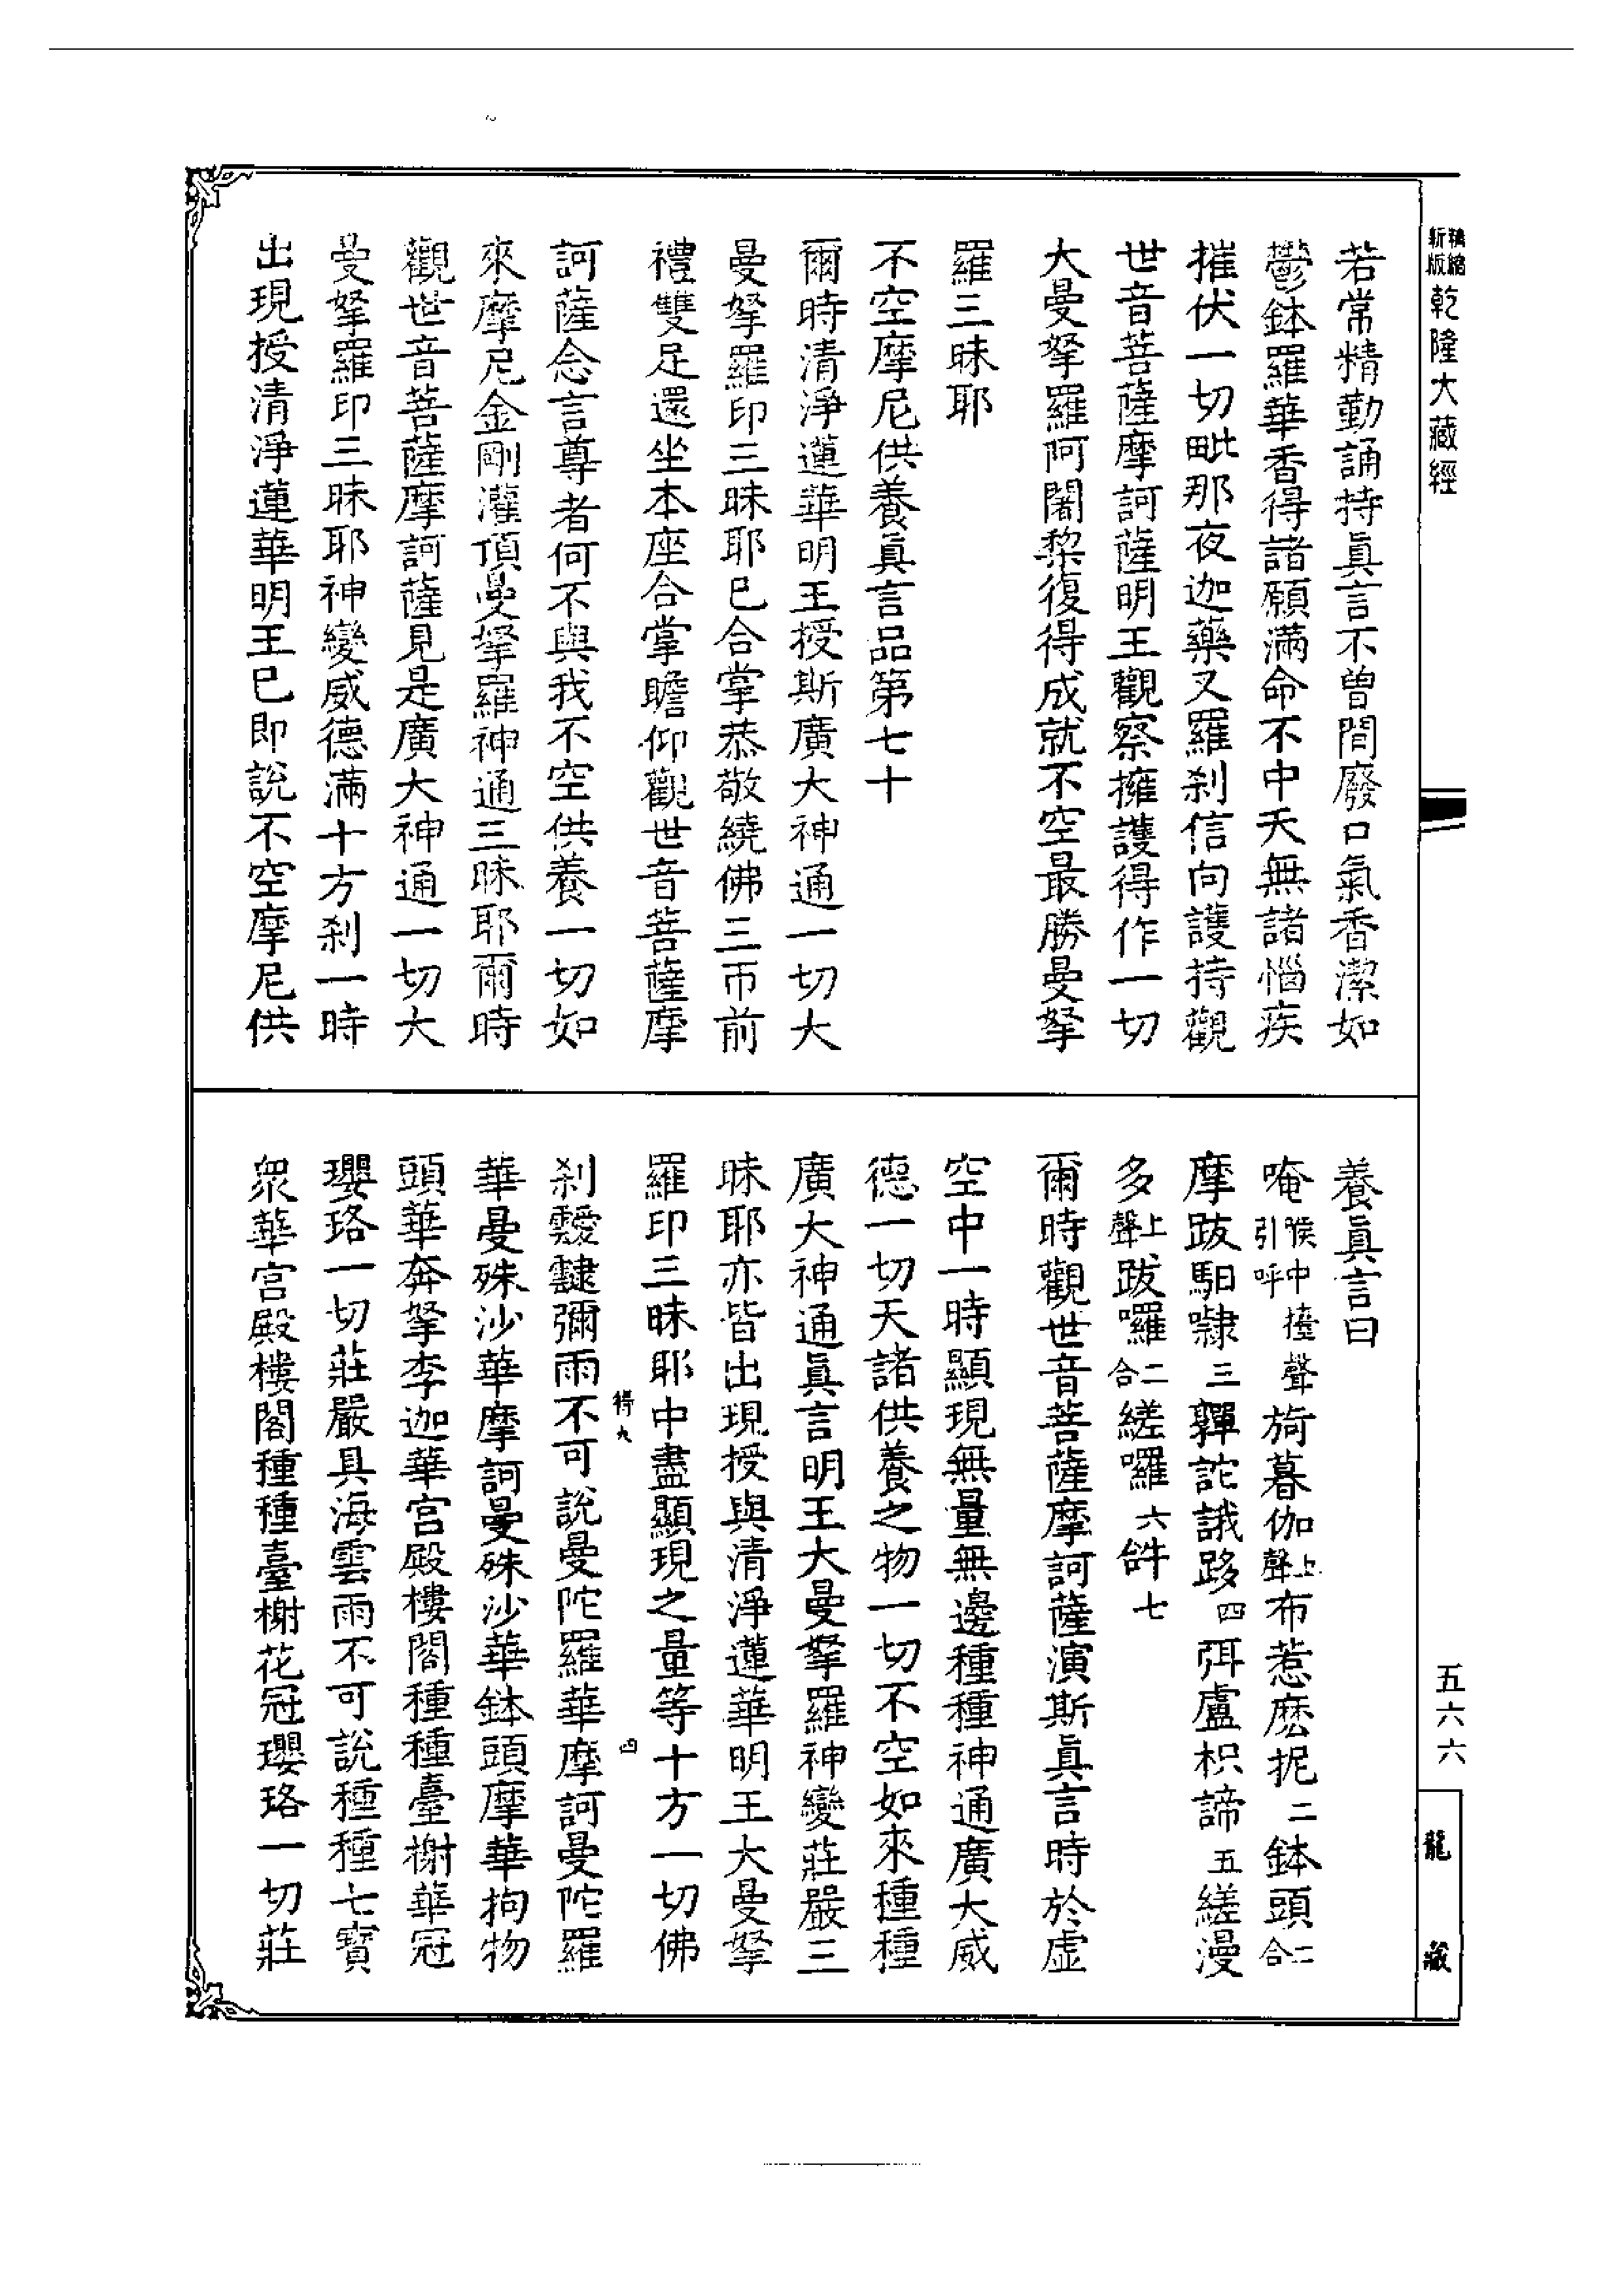 新版精縮
乾隆大藏經
若常精勤誦持眞言不曾間廢口氣香潔如
鬱鉢羅華香得諸願滿命不中夭無諸惱疾
摧伏一切毗那夜迦藥叉羅刹信向護持觀
世音菩薩摩訶薩明王觀察擁護得作一切
大曼拏羅阿闍黎復得成就不空最勝曼拏
羅三昧耶
不空摩尼供養眞言品第七十
爾時清淨蓮華明王授斯廣大神通一切大
曼拏羅印三昧耶已合掌恭敬繞佛三帀前
禮雙足還坐本座合掌瞻仰觀世音菩薩摩
訶薩念言尊者何不與我不空供養一切如
來摩尼金剛灌頂曼拏羅神通三昧耶爾時
觀世音菩薩摩訶薩見是廣大神通一切大
曼拏羅印三昧耶神變威德滿十方刹一時
出現授清淨蓮華明王已即說不空摩尼供
養眞言曰
唵喉中擡聲引呼旖暮伽上聲布惹麽抳二鉢頭二合
摩跋馹㘑三嚲詑誐路四弭盧枳諦五縒漫
多上聲跋囉二合縒囉六𤙖七
爾時觀世音菩薩摩訶薩演斯眞言時於虛
空中一時顯現無量無邊種種神通廣大威
德一切天諸供養之物一切不空如來種種
廣大神通眞言明王大曼拏羅神變莊嚴三
昧耶亦皆出現授與清淨蓮華明王大曼拏
羅印三昧耶中盡顯現之量等十方一切佛
得九
四
刹靉靆彌雨不可說曼陀羅華摩訶曼陀羅
華曼殊沙華摩訶曼殊沙華鉢頭摩華拘物
頭華奔拏李迦華宮殿樓閣種種臺榭華冠
瓔珞一切莊嚴具海雲雨不可說種種七寶
衆華宮殿樓閣種種臺榭花冠瓔珞一切莊
五六六
龍藏